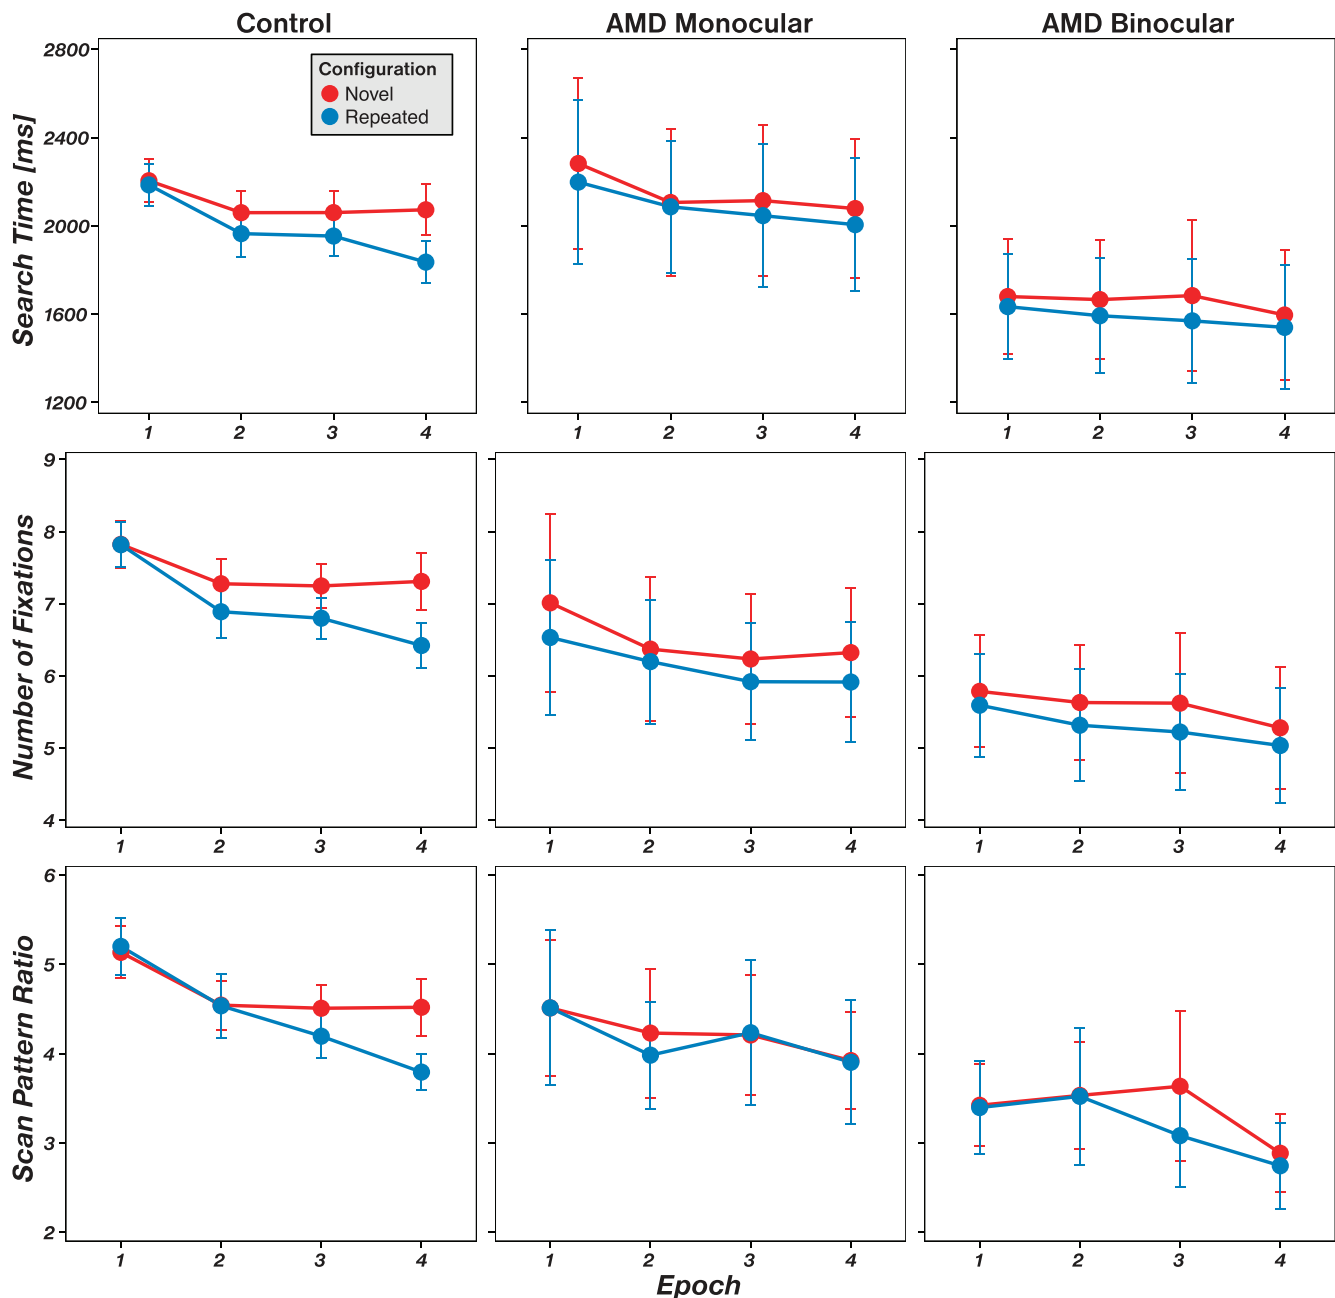 Control
AMD Monocular
AMD Binocular
Search Time [ms]
2800
2400
2000
1600
1200
Configuration
Novel
Repeated
1 2 3 4
1 2 3 4
1 2 3 4
Number of Fixations
9
8
7
6
5
4
1 2 3 4
1 2 3 4
1 2 3 4
Scan Pattern Ratio
6
5
4
3
2
1 2 3 4
1 2 3 4
1 2 3 4
Epoch